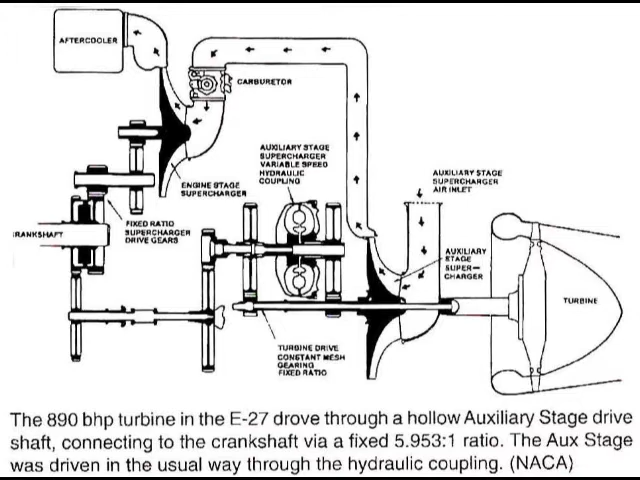 AFTERCOOLER
CARBURETOR
AUXILIARY STAGE
SUPERCHARGER
VARIABLE SPEED
HYDRAULIC
COUPLING
AUXILIARY STAGE
SUPERCHARGER
AIR INLET
ENGINE STAGE
SUPERCHARGER
FIXED RATIO
SUPERCHARGER
DRIVE GEARS
CRANKSHAFT
AUXILIARY
STAGE
SUPER-
CHARGER
TURBINE
TURBINE DRIVE
CONSTANT MESH
GEARING
FIXED RATIO
The 890 bhp turbine in the E-27 drove through a hollow Auxiliary Stage drive
shaft, connecting to the crankshaft via a fixed 5.953:1 ratio. The Aux Stage
was driven in the usual way through the hydraulic coupling. (NACA)